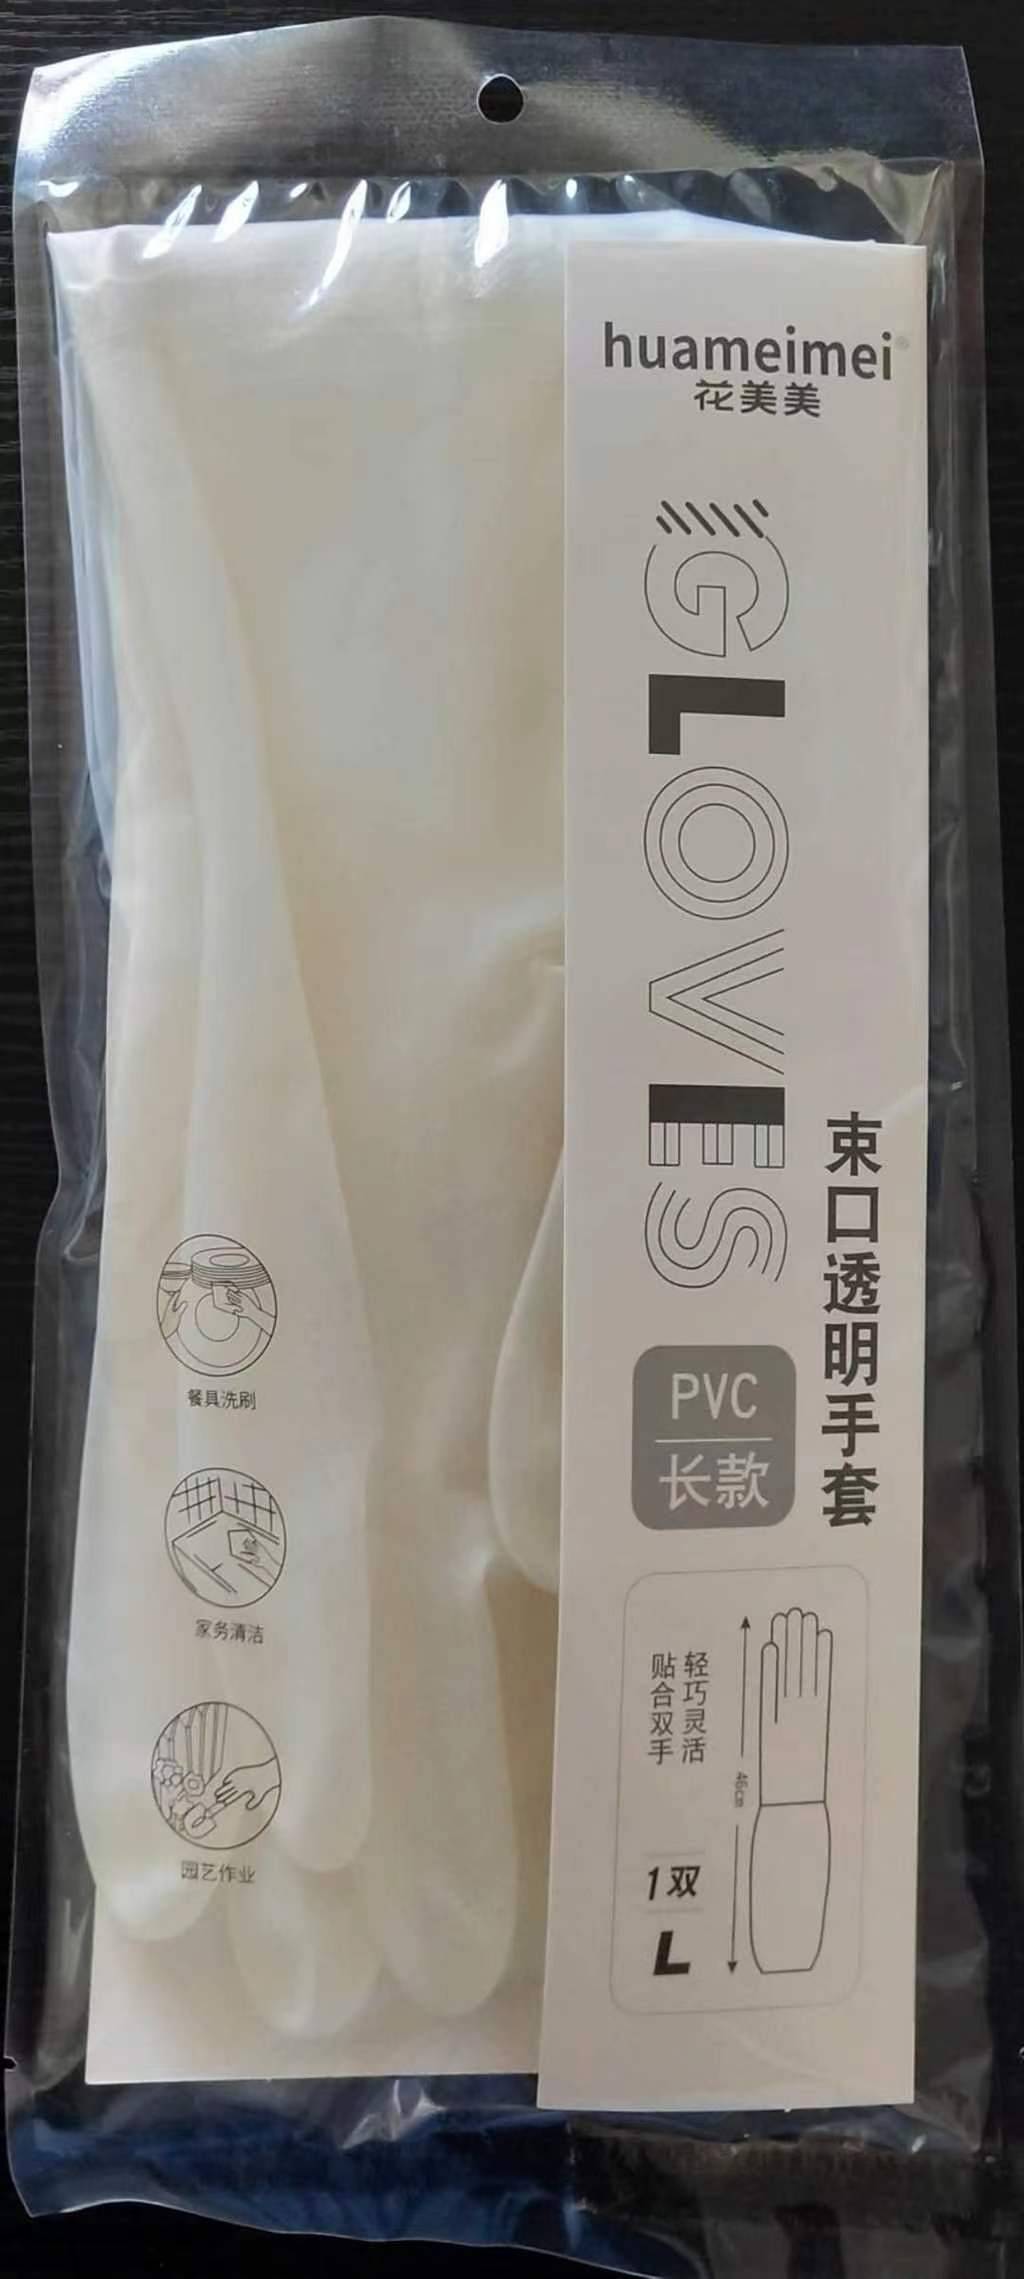 huameimei®
花美美
GLOVES
束口透明手套
PVC
长款
轻巧灵活
贴合双手
46cm
1双
L
餐具洗刷
家务清洁
园艺作业